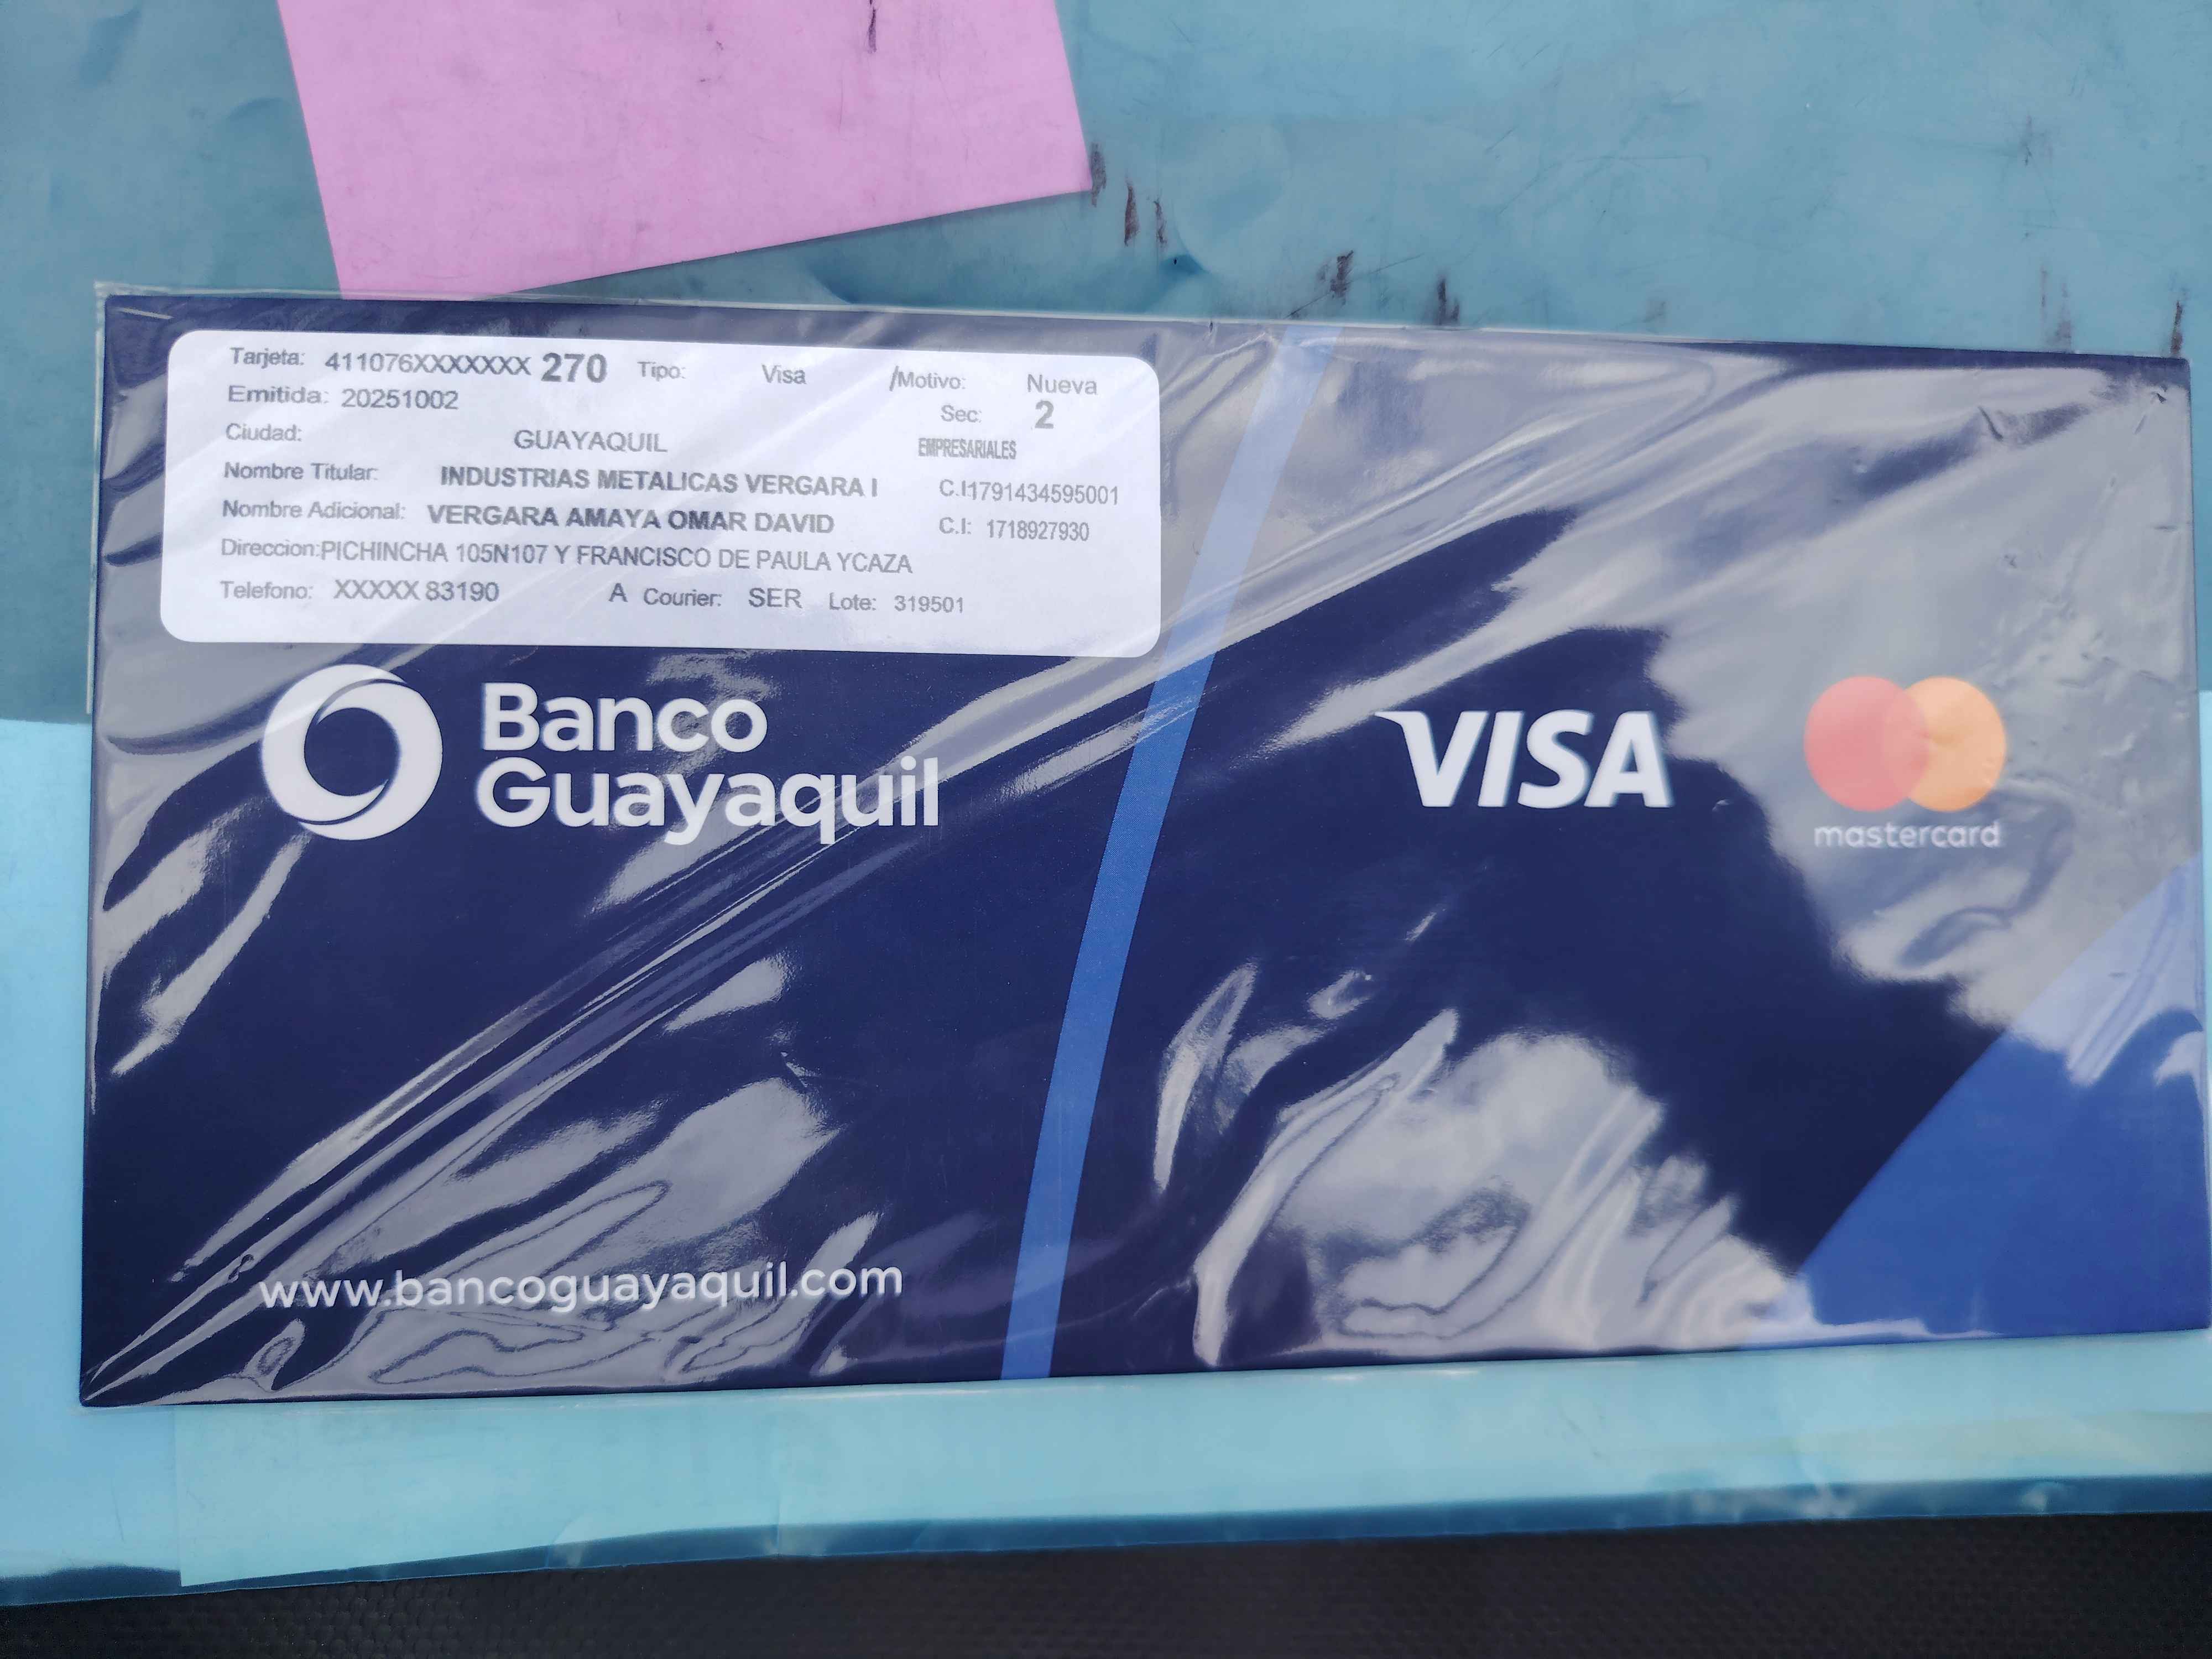 Tarjeta: 411076XXXXXXX 270 Tipo: Visa /Motivo: Nueva
Emitida: 20251002 Sec: 2
Ciudad: GUAYAQUIL EMPRESARIALES
Nombre Titular: INDUSTRIAS METALICAS VERGARA I C.I:1791434595001
Nombre Adicional: VERGARA AMAYA OMAR DAVID C.I: 1718927930
Direccion:PICHINCHA 105N107 Y FRANCISCO DE PAULA YCAZA
Telefono: XXXXX 83190 A Courier: SER Lote: 319501
Banco
Guayaquil
VISA
mastercard
www.bancoguayaquil.com